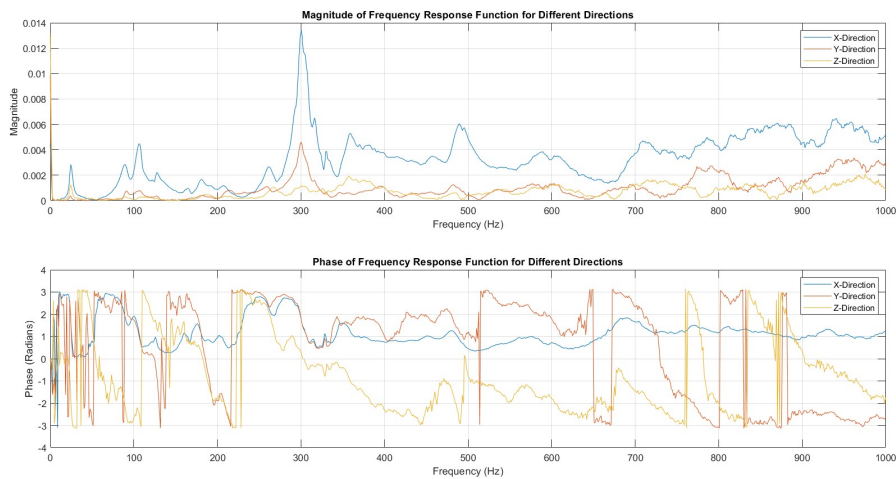 Magnitude of Frequency Response Function for Different Directions
0.014
0.012
0.01
0.008
0.006
0.004
0.002
0
Magnitude
X-Direction
Y-Direction
Z-Direction
0 100 200 300 400 500 600 700 800 900 1000
Frequency (Hz)
Phase of Frequency Response Function for Different Directions
4
3
2
1
0
-1
-2
-3
-4
Phase (Radians)
X-Direction
Y-Direction
Z-Direction
0 100 200 300 400 500 600 700 800 900 1000
Frequency (Hz)